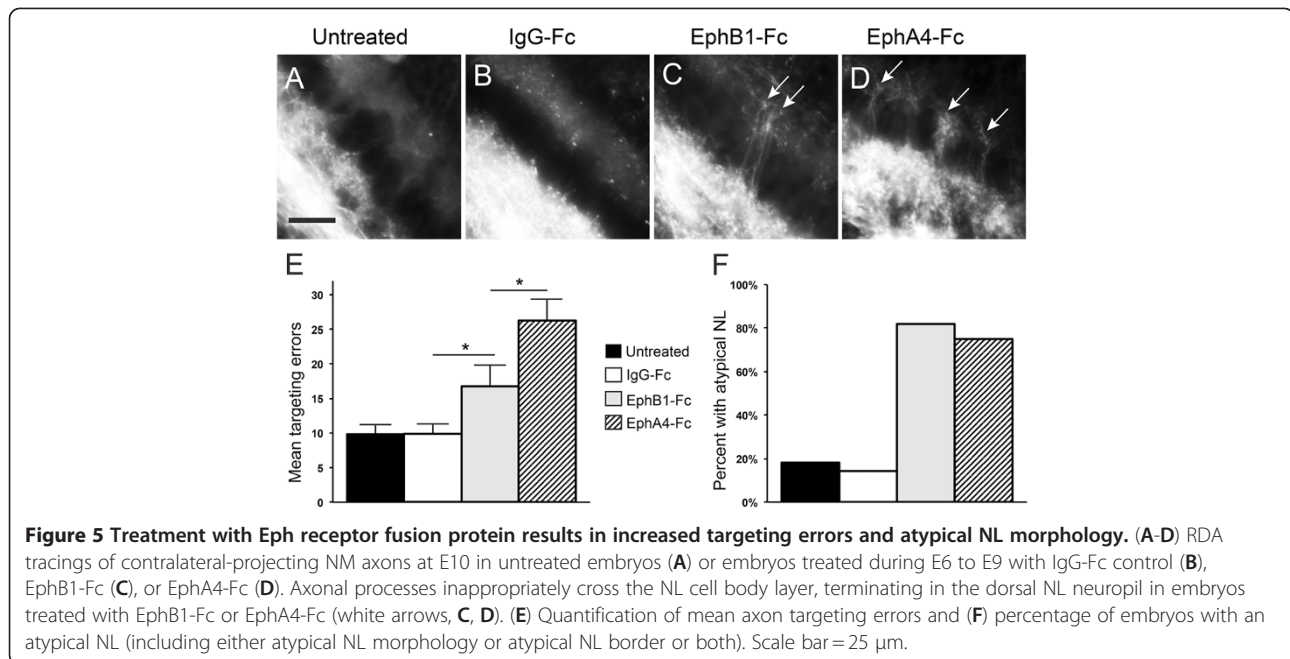 Untreated IgG-Fc EphB1-Fc EphA4-Fc
A B C D
E
Mean targeting errors
30
25
20
15
10
5
0
* *
Untreated
IgG-Fc
EphB1-Fc
EphA4-Fc
F
Percent with atypical NL
100%
80%
60%
40%
20%
0%
Figure 5 Treatment with Eph receptor fusion protein results in increased targeting errors and atypical NL morphology. (A-D) RDA
tracings of contralateral-projecting NM axons at E10 in untreated embryos (A) or embryos treated during E6 to E9 with IgG-Fc control (B),
EphB1-Fc (C), or EphA4-Fc (D). Axonal processes inappropriately cross the NL cell body layer, terminating in the dorsal NL neuropil in embryos
treated with EphB1-Fc or EphA4-Fc (white arrows, C, D). (E) Quantification of mean axon targeting errors and (F) percentage of embryos with an
atypical NL (including either atypical NL morphology or atypical NL border or both). Scale bar = 25 μm.